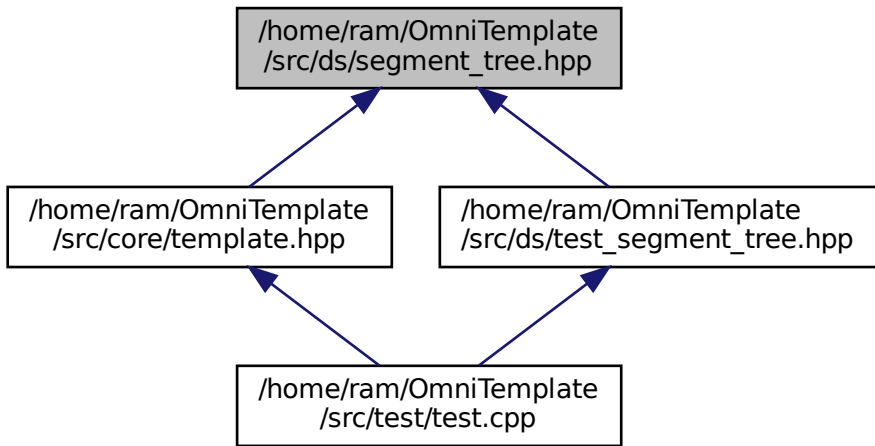 /home/ram/OmniTemplate
/src/ds/segment_tree.hpp
/home/ram/OmniTemplate
/src/core/template.hpp
/home/ram/OmniTemplate
/src/ds/test_segment_tree.hpp
/home/ram/OmniTemplate
/src/test/test.cpp